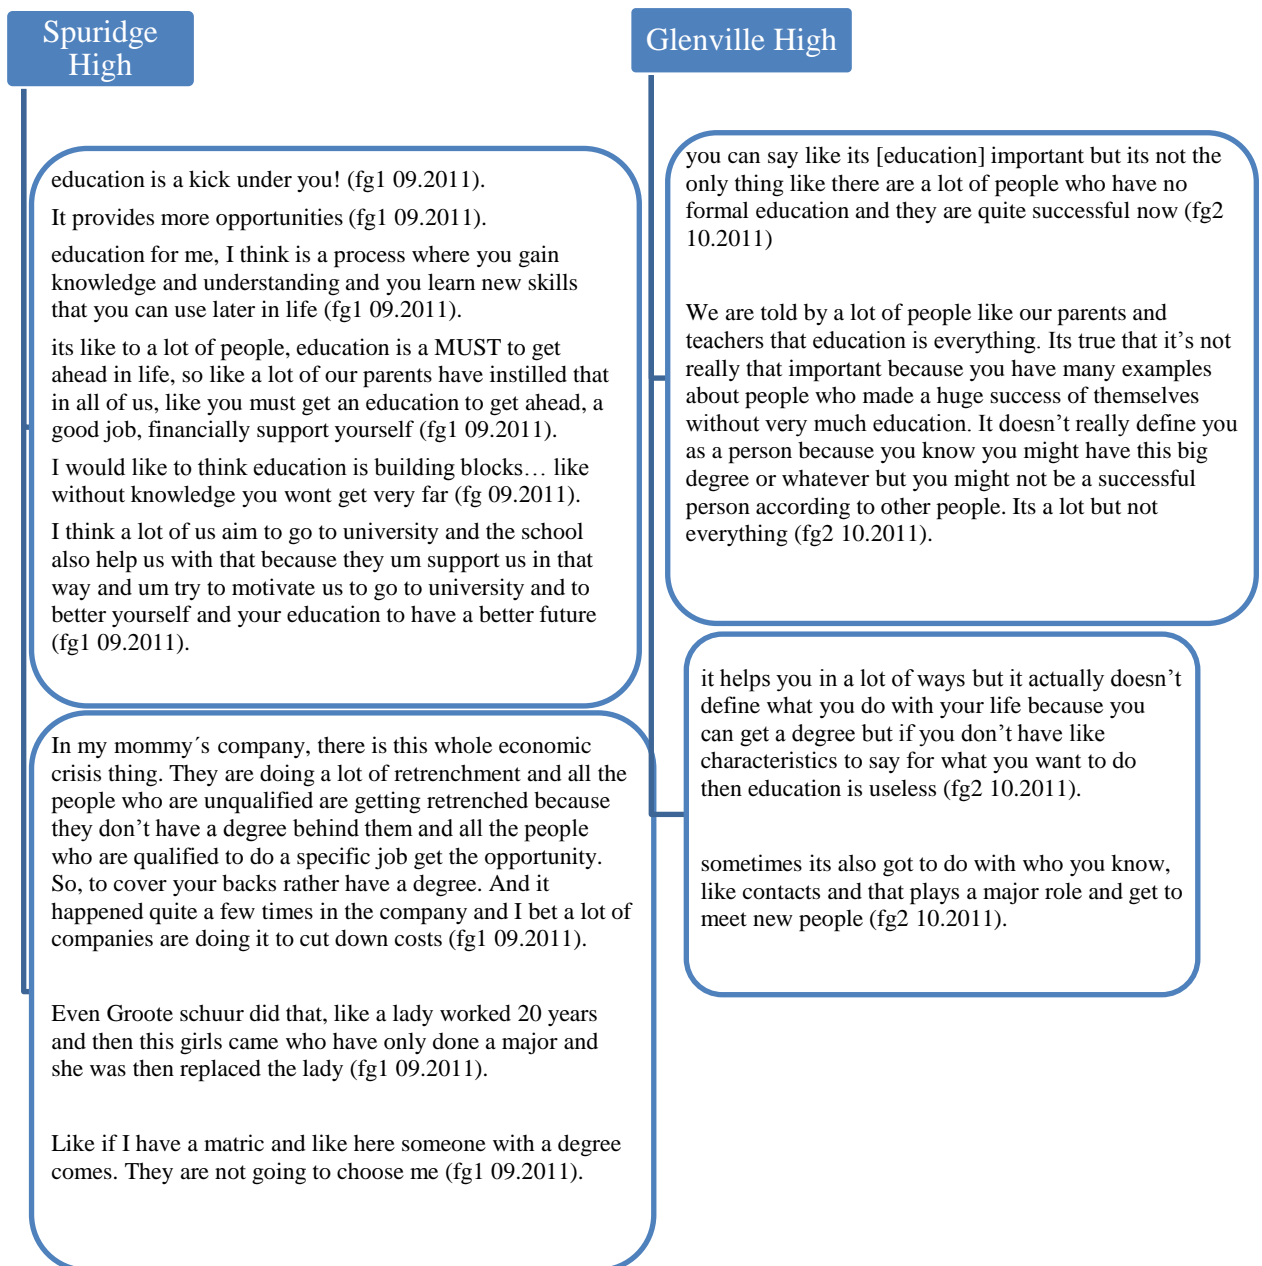 Spuridge
High
education is a kick under you! (fg1 09.2011).
It provides more opportunities (fg1 09.2011).
education for me, I think is a process where you gain
knowledge and understanding and you learn new skills
that you can use later in life (fg1 09.2011).
its like to a lot of people, education is a MUST to get
ahead in life, so like a lot of our parents have instilled that
in all of us, like you must get an education to get ahead, a
good job, financially support yourself (fg1 09.2011).
I would like to think education is building blocks… like
without knowledge you wont get very far (fg 09.2011).
I think a lot of us aim to go to university and the school
also help us with that because they um support us in that
way and um try to motivate us to go to university and to
better yourself and your education to have a better future
(fg1 09.2011).
In my mommy´s company, there is this whole economic
crisis thing. They are doing a lot of retrenchment and all the
people who are unqualified are getting retrenched because
they don’t have a degree behind them and all the people
who are qualified to do a specific job get the opportunity.
So, to cover your backs rather have a degree. And it
happened quite a few times in the company and I bet a lot of
companies are doing it to cut down costs (fg1 09.2011).
Even Groote schuur did that, like a lady worked 20 years
and then this girls came who have only done a major and
she was then replaced the lady (fg1 09.2011).
Like if I have a matric and like here someone with a degree
comes. They are not going to choose me (fg1 09.2011).
Glenville High
you can say like its [education] important but its not the
only thing like there are a lot of people who have no
formal education and they are quite successful now (fg2
10.2011)
We are told by a lot of people like our parents and
teachers that education is everything. Its true that it’s not
really that important because you have many examples
about people who made a huge success of themselves
without very much education. It doesn’t really define you
as a person because you know you might have this big
degree or whatever but you might not be a successful
person according to other people. Its a lot but not
everything (fg2 10.2011).
it helps you in a lot of ways but it actually doesn’t
define what you do with your life because you
can get a degree but if you don’t have like
characteristics to say for what you want to do
then education is useless (fg2 10.2011).
sometimes its also got to do with who you know,
like contacts and that plays a major role and get to
meet new people (fg2 10.2011).